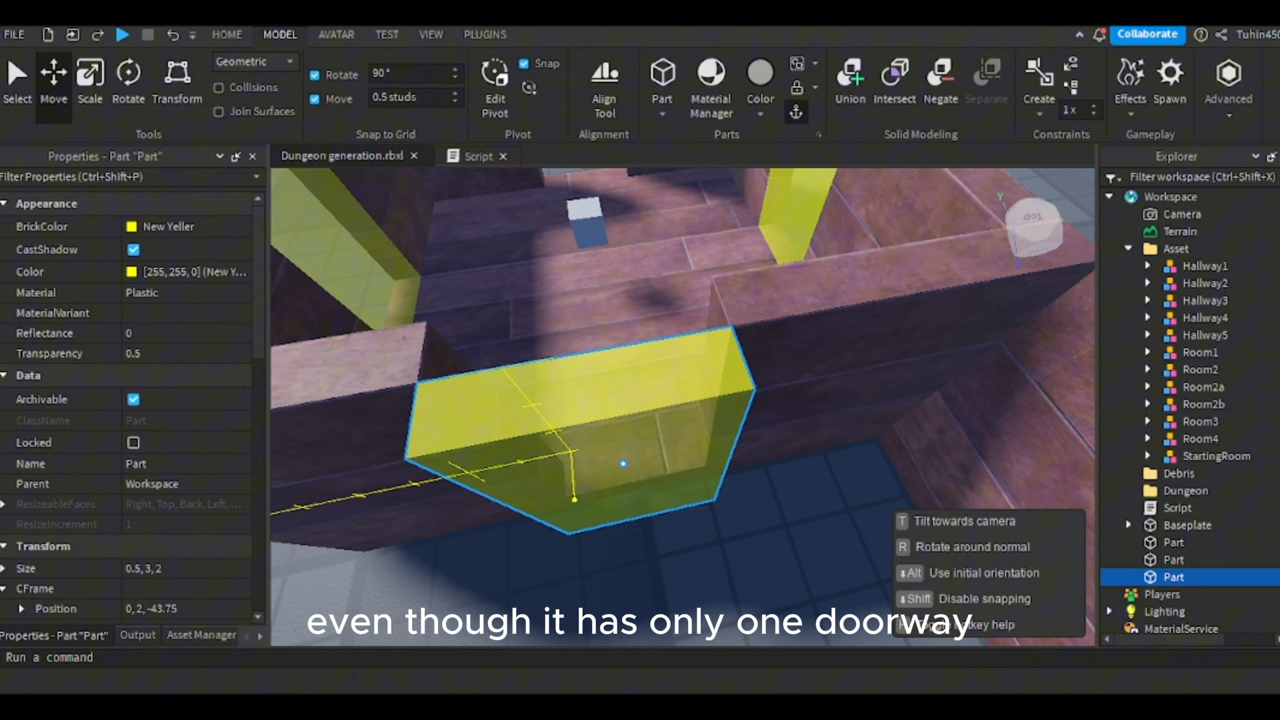 FILE HOME MODEL AVATAR TEST VIEW PLUGINS Collaborate
Geometric
Collisions
Join Surfaces
Select Move Scale Rotate Transform
Tools
Rotate 90°
Move 0.5 studs
Snap to Grid
Edit Pivot
Snap
Pivot
Align Tool
Alignment
Part Material Manager Color
Parts
Union Intersect Negate Separate
Solid Modeling
Create 1x
Constraints
Effects Spawn
Gameplay
Advanced
Properties - Part "Part"
Filter Properties (Ctrl+Shift+P)
Appearance
BrickColor New Yeller
CastShadow
Color [255, 255, 0] (New Y...
Material Plastic
MaterialVariant
Reflectance 0
Transparency 0.5
Data
Archivable
ClassName Part
Locked
Name Part
Parent Workspace
ResizeableFaces Right, Top, Back, Left, ...
ResizeIncrement 1
Transform
Size 0.5, 3, 2
CFrame
Position 0, 2, -43.75
Properties - Part "Part" Output Asset Manager
Run a command
Dungeon generation.rbxl Script
Y
Top
T Tilt towards camera
R Rotate around normal
Alt Use initial orientation
Shift Disable snapping
hotkey help
even though it has only one doorway
Explorer
Filter workspace (Ctrl+Shift+X)
Workspace
Camera
Terrain
Asset
Hallway1
Hallway2
Hallway3
Hallway4
Hallway5
Room1
Room2
Room2a
Room2b
Room3
Room4
StartingRoom
Debris
Dungeon
Script
Baseplate
Part
Part
Part
Players
Lighting
MaterialService